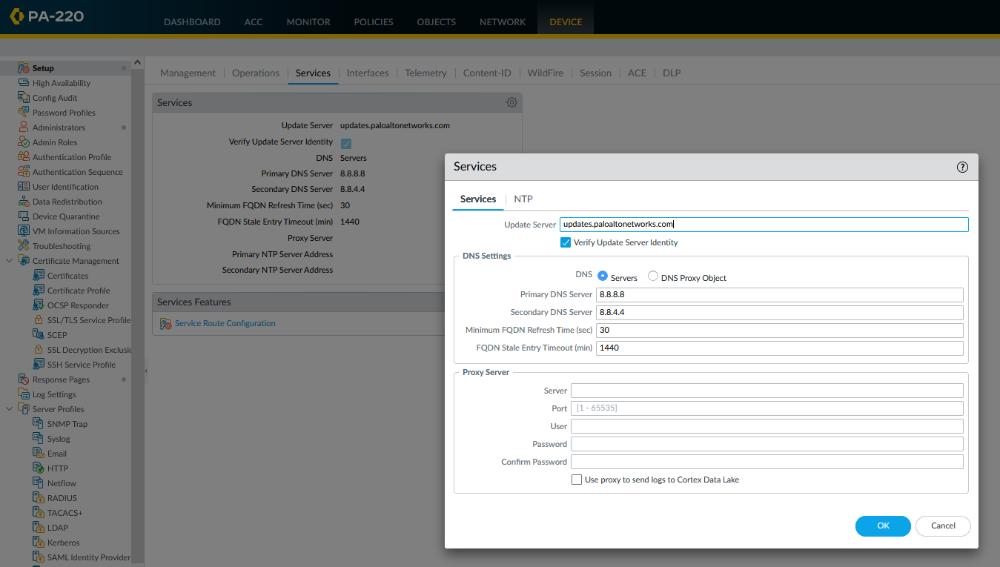 PA-220
DASHBOARD ACC MONITOR POLICIES OBJECTS NETWORK DEVICE
Setup
High Availability
Config Audit
Password Profiles
Administrators
Admin Roles
Authentication Profile
Authentication Sequence
User Identification
Data Redistribution
Device Quarantine
VM Information Sources
Troubleshooting
Certificate Management
Certificates
Certificate Profile
OCSP Responder
SSL/TLS Service Profile
SCEP
SSL Decryption Exclusio
SSH Service Profile
Response Pages
Log Settings
Server Profiles
SNMP Trap
Syslog
Email
HTTP
Netflow
RADIUS
TACACS+
LDAP
Kerberos
SAML Identity Provider
Management Operations Services Interfaces Telemetry Content-ID WildFire Session ACE DLP
Services
Update Server updates.paloaltonetworks.com
Verify Update Server Identity
DNS Servers
Primary DNS Server 8.8.8.8
Secondary DNS Server 8.8.4.4
Minimum FQDN Refresh Time (sec) 30
FQDN Stale Entry Timeout (min) 1440
Proxy Server
Primary NTP Server Address
Secondary NTP Server Address
Services Features
Service Route Configuration
Services ?
Services NTP
Update Server updates.paloaltonetworks.com
Verify Update Server Identity
DNS Settings
DNS Servers DNS Proxy Object
Primary DNS Server 8.8.8.8
Secondary DNS Server 8.8.4.4
Minimum FQDN Refresh Time (sec) 30
FQDN Stale Entry Timeout (min) 1440
Proxy Server
Server
Port [1 - 65535]
User
Password
Confirm Password
Use proxy to send logs to Cortex Data Lake
OK Cancel